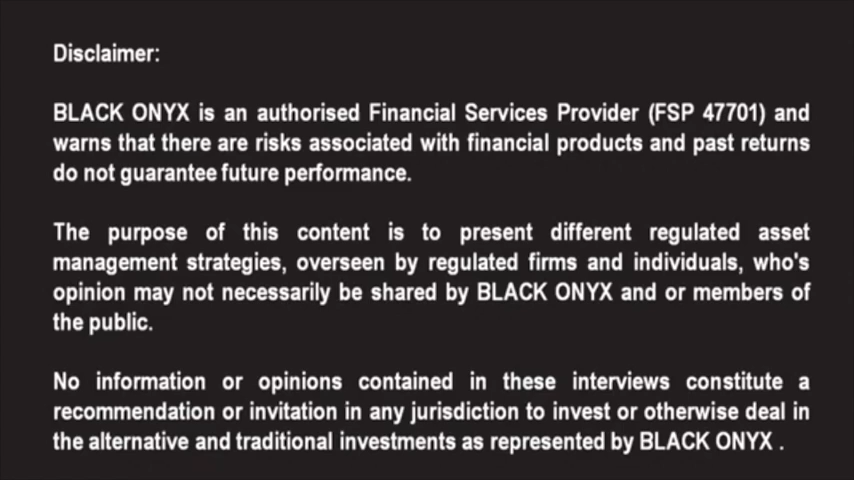 Disclaimer:
BLACK ONYX is an authorised Financial Services Provider (FSP 47701) and
warns that there are risks associated with financial products and past returns
do not guarantee future performance.
The purpose of this content is to present different regulated asset
management strategies, overseen by regulated firms and individuals, who's
opinion may not necessarily be shared by BLACK ONYX and or members of
the public.
No information or opinions contained in these interviews constitute a
recommendation or invitation in any jurisdiction to invest or otherwise deal in
the alternative and traditional investments as represented by BLACK ONYX .